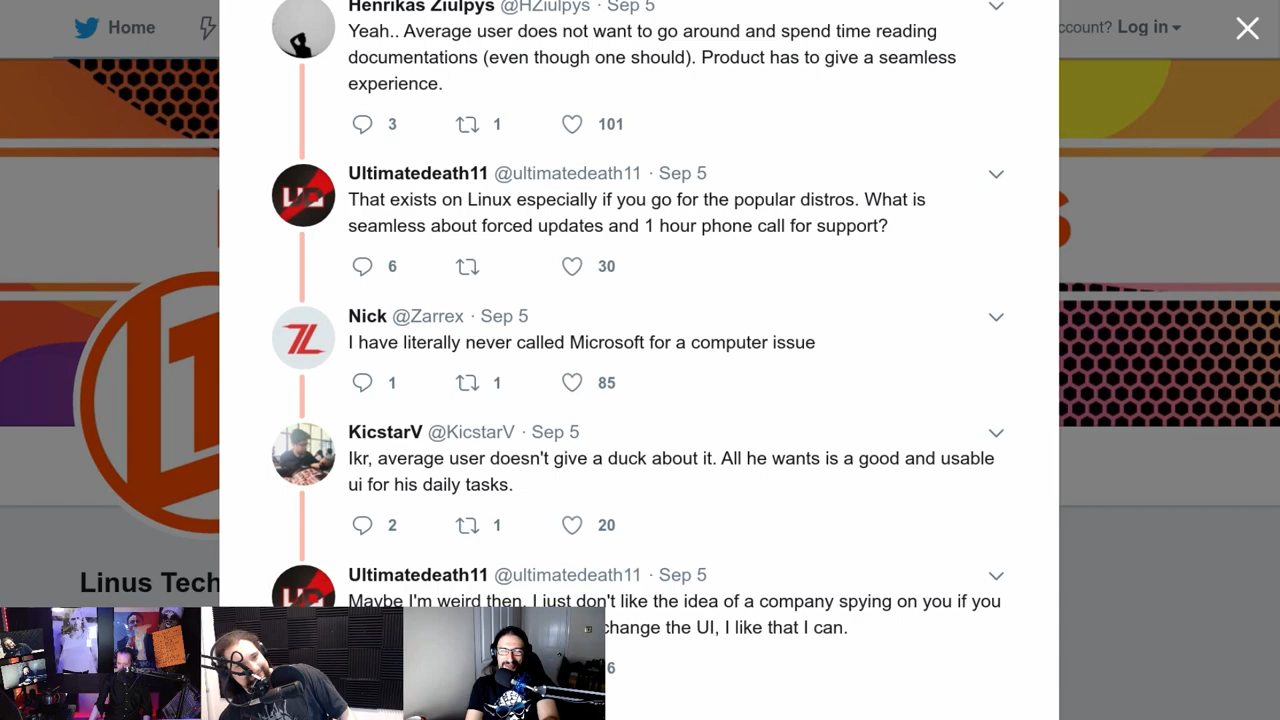 Home
Henrikas Ziulpys @HZiulpys · Sep 5
ccount? Log in
Yeah.. Average user does not want to go around and spend time reading
documentations (even though one should). Product has to give a seamless
experience.
3 1 101
Ultimatedeath11 @ultimatedeath11 · Sep 5
That exists on Linux especially if you go for the popular distros. What is
seamless about forced updates and 1 hour phone call for support?
6 30
Nick @Zarrex · Sep 5
I have literally never called Microsoft for a computer issue
1 1 85
KicstarV @KicstarV · Sep 5
Ikr, average user doesn't give a duck about it. All he wants is a good and usable
ui for his daily tasks.
2 1 20
Ultimatedeath11 @ultimatedeath11 · Sep 5
Maybe I'm weird then. I just don't like the idea of a company spying on you if you
change the UI, I like that I can.
6
Linus Tech